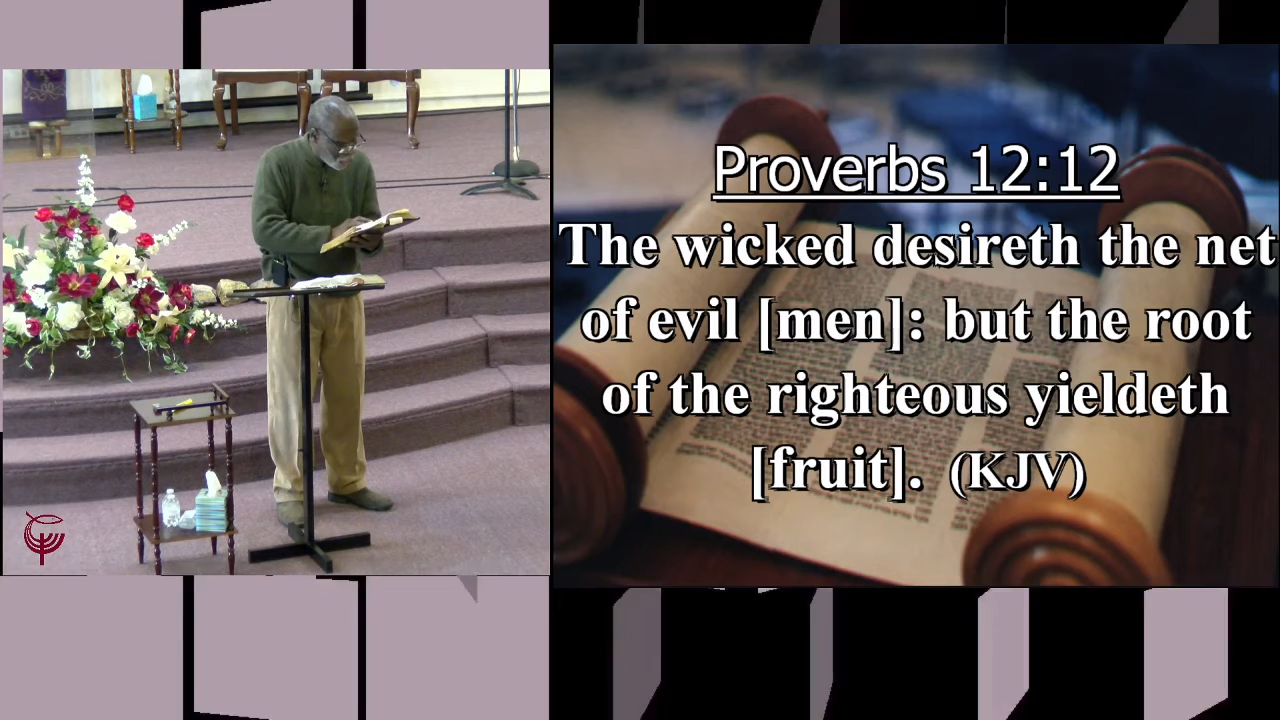 Proverbs 12:12
The wicked desireth the net
of evil [men]: but the root
of the righteous yieldeth
[fruit]. (KJV)